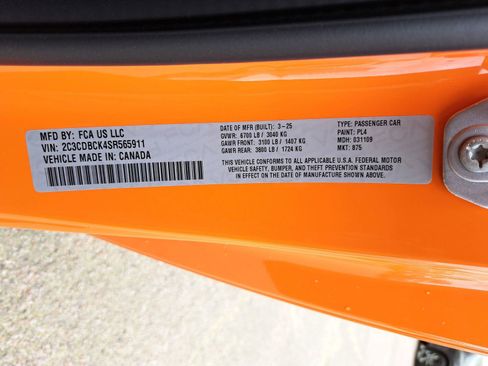 MFD BY: FCA US LLC
VIN: 2C3CDBCK4SR565911
VEHICLE MADE IN: CANADA
DATE OF MFR (BUILT): 3-25
GVWR: 6700 LB / 3040 KG
GAWR FRONT: 3100 LB / 1407 KG
GAWR REAR: 3800 LB / 1724 KG
TYPE: PASSENGER CAR
PAINT: PL4
MDH: 031109
MKT: 875
THIS VEHICLE CONFORMS TO ALL APPLICABLE U.S.A. FEDERAL MOTOR
VEHICLE SAFETY, BUMPER, AND THEFT PREVENTION STANDARDS
IN EFFECT ON THE DATE OF MANUFACTURE SHOWN ABOVE.